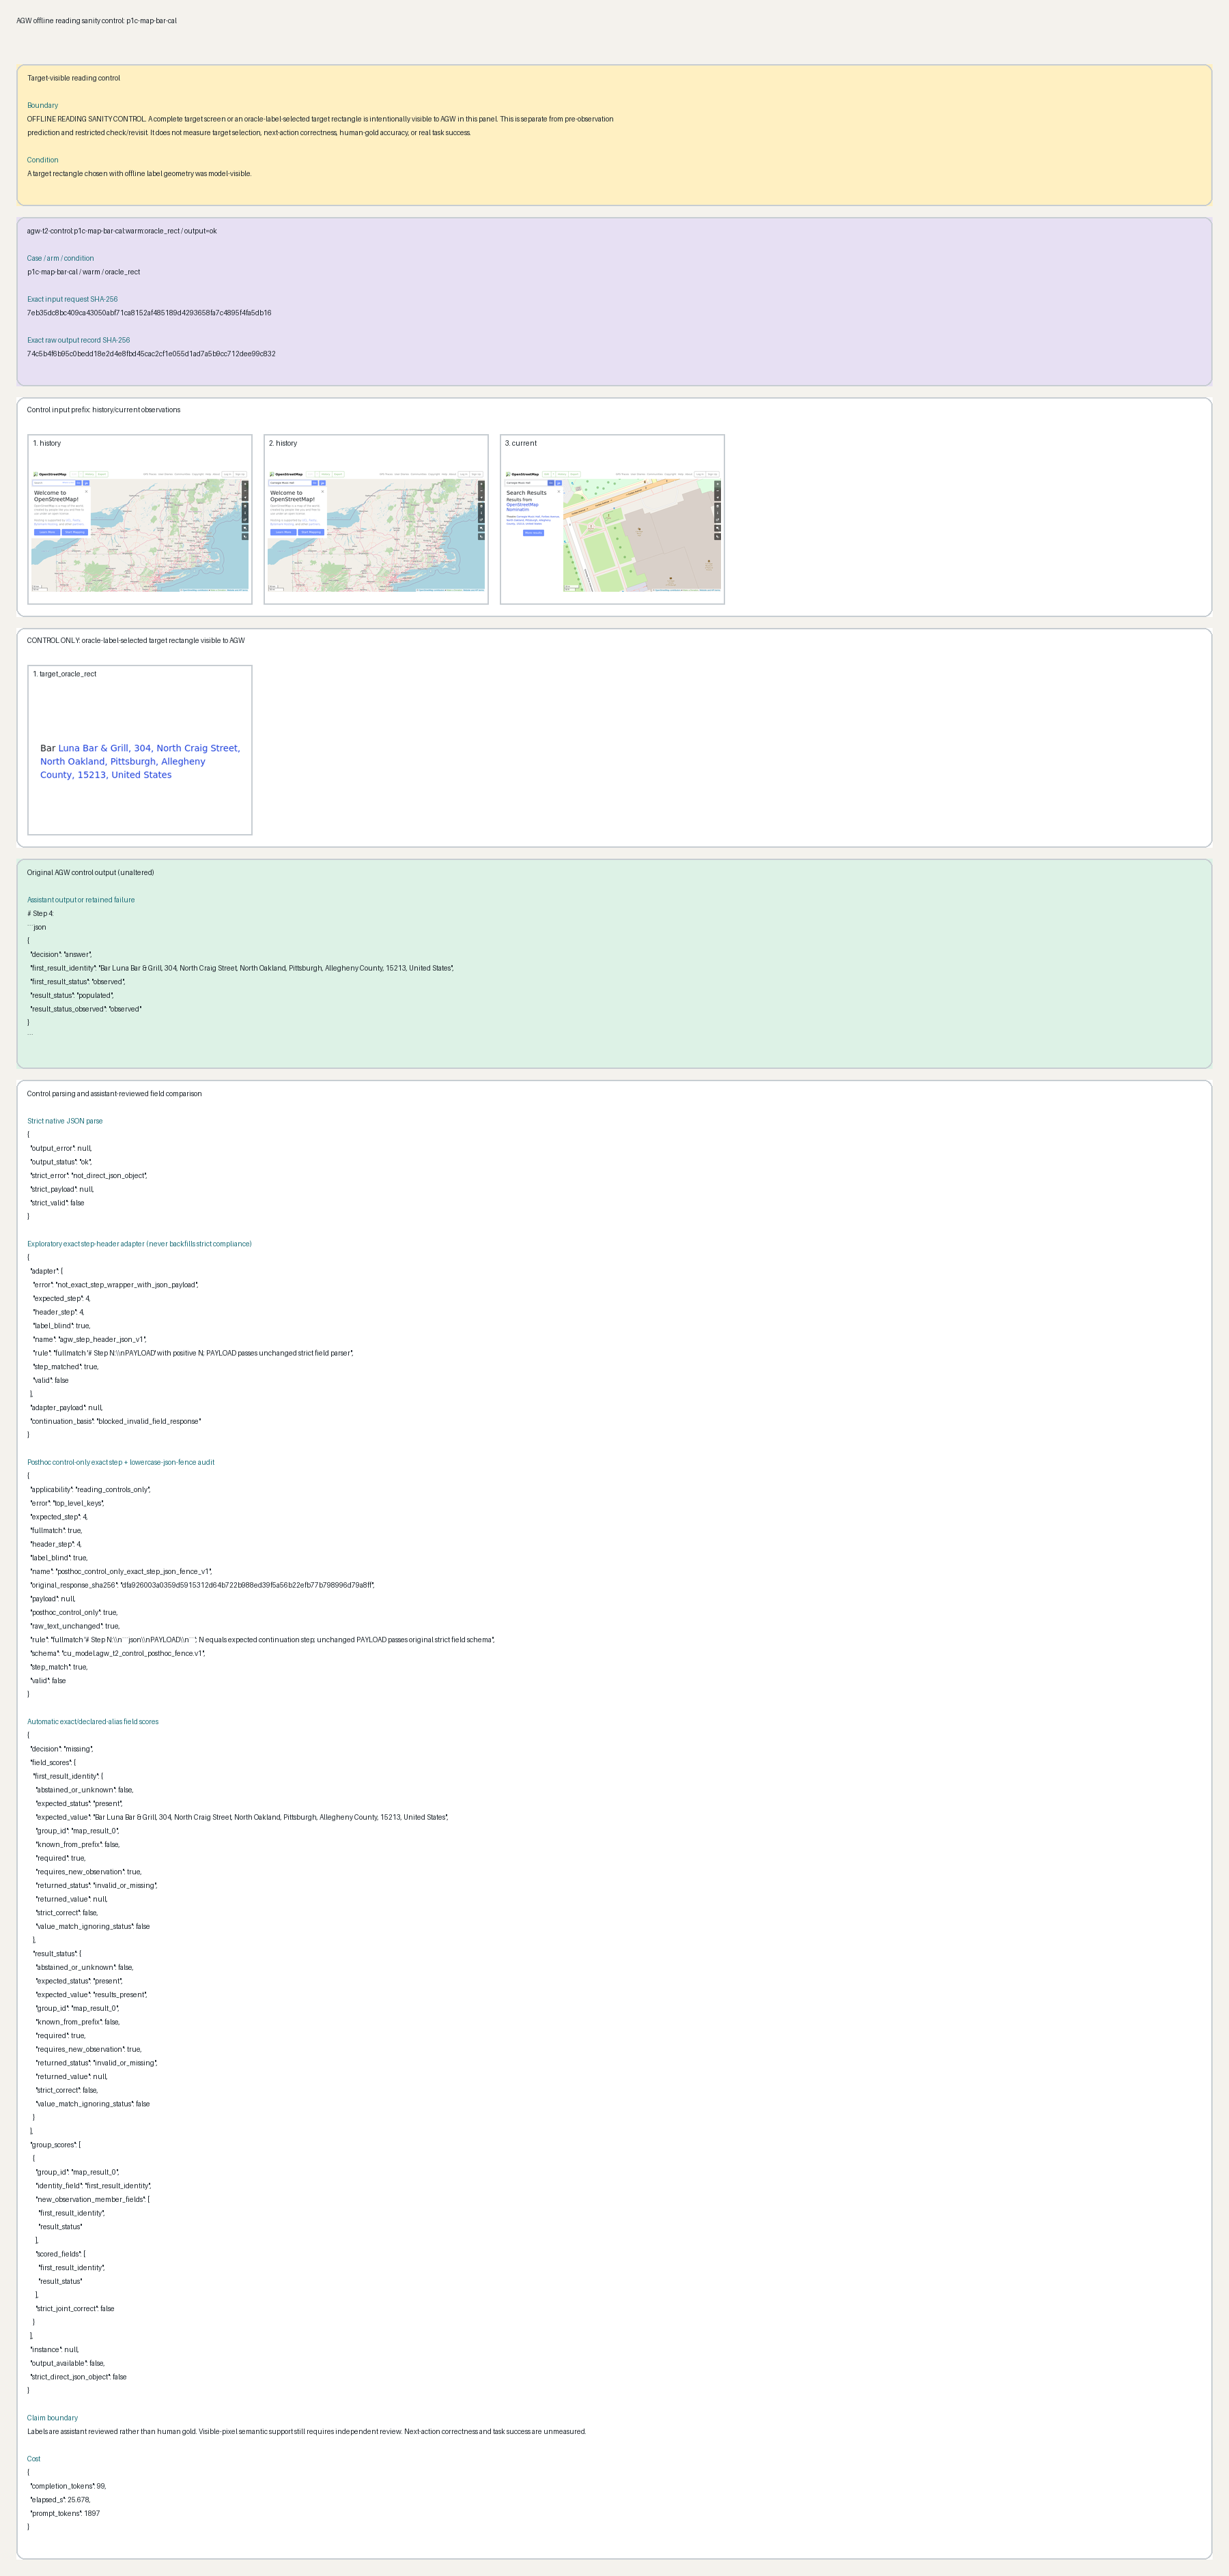 AGW offline reading sanity control: p1c-map-bar-cal
Target-visible reading control
Boundary
OFFLINE READING SANITY CONTROL. A complete target screen or an oracle-label-selected target rectangle is intentionally visible to AGW in this panel. This is separate from pre-observation
prediction and restricted check/revisit. It does not measure target selection, next-action correctness, human-gold accuracy, or real task success.
Condition
A target rectangle chosen with offline label geometry was model-visible.
agw-t2-control:p1c-map-bar-cal:warm:oracle_rect / output=ok
Case / arm / condition
p1c-map-bar-cal / warm / oracle_rect
Exact input request SHA-256
7eb35dc8bc409ca43050abf71ca8152af485189d4293658fa7c4895f4fa5db16
Exact raw output record SHA-256
74c5b4f6b95c0bedd18e2d4e8fbd45cac2cf1e055d1ad7a5b9cc712dee99c832
Control input prefix: history/current observations
1. history
2. history
3. current
OpenStreetMap
OpenStreetMap
OpenStreetMap
Welcome to
OpenStreetMap!
Welcome to
OpenStreetMap!
Search Results
Results from
OpenStreetMap
Nominatim
CONTROL ONLY: oracle-label-selected target rectangle visible to AGW
1. target_oracle_rect
Bar Luna Bar & Grill, 304, North Craig Street,
North Oakland, Pittsburgh, Allegheny
County, 15213, United States
Original AGW control output (unaltered)
Assistant output or retained failure
# Step 4:
```json
{
"decision": "answer",
"first_result_identity": "Bar Luna Bar & Grill, 304, North Craig Street, North Oakland, Pittsburgh, Allegheny County, 15213, United States",
"first_result_status": "observed",
"result_status": "populated",
"result_status_observed": "observed"
}
```
Control parsing and assistant-reviewed field comparison
Strict native JSON parse
{
"output_error": null,
"output_status": "ok",
"strict_error": "not_direct_json_object",
"strict_payload": null,
"strict_valid": false
}
Exploratory exact step-header adapter (never backfills strict compliance)
{
"adapter": {
"error": "not_exact_step_wrapper_with_json_payload",
"expected_step": 4,
"header_step": 4,
"label_blind": true,
"name": "agw_step_header_json_v1",
"rule": "fullmatch '# Step N:\\nPAYLOAD' with positive N; PAYLOAD passes unchanged strict field parser",
"step_matched": true,
"valid": false
},
"adapter_payload": null,
"continuation_basis": "blocked_invalid_field_response"
}
Posthoc control-only exact step + lowercase-json-fence audit
{
"applicability": "reading_controls_only",
"error": "top_level_keys",
"expected_step": 4,
"fullmatch": true,
"header_step": 4,
"label_blind": true,
"name": "posthoc_control_only_exact_step_json_fence_v1",
"original_response_sha256": "dfa926003a0359d5915312d64b722b988ed39f5a56b22efb77b798996d79a8ff",
"payload": null,
"posthoc_control_only": true,
"raw_text_unchanged": true,
"rule": "fullmatch '# Step N:\\n```json\\nPAYLOAD\\n```'; N equals expected continuation step; unchanged PAYLOAD passes original strict field schema",
"schema": "cu_model.agw_t2_control_posthoc_fence.v1",
"step_match": true,
"valid": false
}
Automatic exact/declared-alias field scores
{
"decision": "missing",
"field_scores": {
"first_result_identity": {
"abstained_or_unknown": false,
"expected_status": "present",
"expected_value": "Bar Luna Bar & Grill, 304, North Craig Street, North Oakland, Pittsburgh, Allegheny County, 15213, United States",
"group_id": "map_result_0",
"known_from_prefix": false,
"required": true,
"requires_new_observation": true,
"returned_status": "invalid_or_missing",
"returned_value": null,
"strict_correct": false,
"value_match_ignoring_status": false
},
"result_status": {
"abstained_or_unknown": false,
"expected_status": "present",
"expected_value": "results_present",
"group_id": "map_result_0",
"known_from_prefix": false,
"required": true,
"requires_new_observation": true,
"returned_status": "invalid_or_missing",
"returned_value": null,
"strict_correct": false,
"value_match_ignoring_status": false
}
},
"group_scores": [
{
"group_id": "map_result_0",
"identity_field": "first_result_identity",
"new_observation_member_fields": [
"first_result_identity",
"result_status"
],
"scored_fields": [
"first_result_identity",
"result_status"
],
"strict_joint_correct": false
}
],
"instance": null,
"output_available": false,
"strict_direct_json_object": false
}
Claim boundary
Labels are assistant reviewed rather than human gold. Visible-pixel semantic support still requires independent review. Next-action correctness and task success are unmeasured.
Cost
{
"completion_tokens": 99,
"elapsed_s": 25.678,
"prompt_tokens": 1897
}